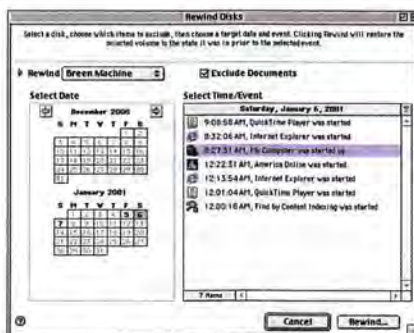 Rewind Disks
Select a disk, choose which items to exclude, then choose a target date and event. Clicking Rewind will restore the
selected volume to the state it was in prior to the selected event.
Rewind Breen Machine
Exclude Documents
Select Date
December 2000
S M T W T F S
January 2001
S M T W T F S
Select Time/Event
Saturday, January 6, 2001
9:08:58 AM, QuickTime Player was started
8:32:06 AM, Internet Explorer was started
8:27:31 AM, My Computer was started up
12:22:31 AM, America Online was started
12:13:54 AM, Internet Explorer was started
12:01:04 AM, QuickTime Player was started
12:00:16 AM, Find by Content Indexing was started
7 items
Cancel
Rewind...